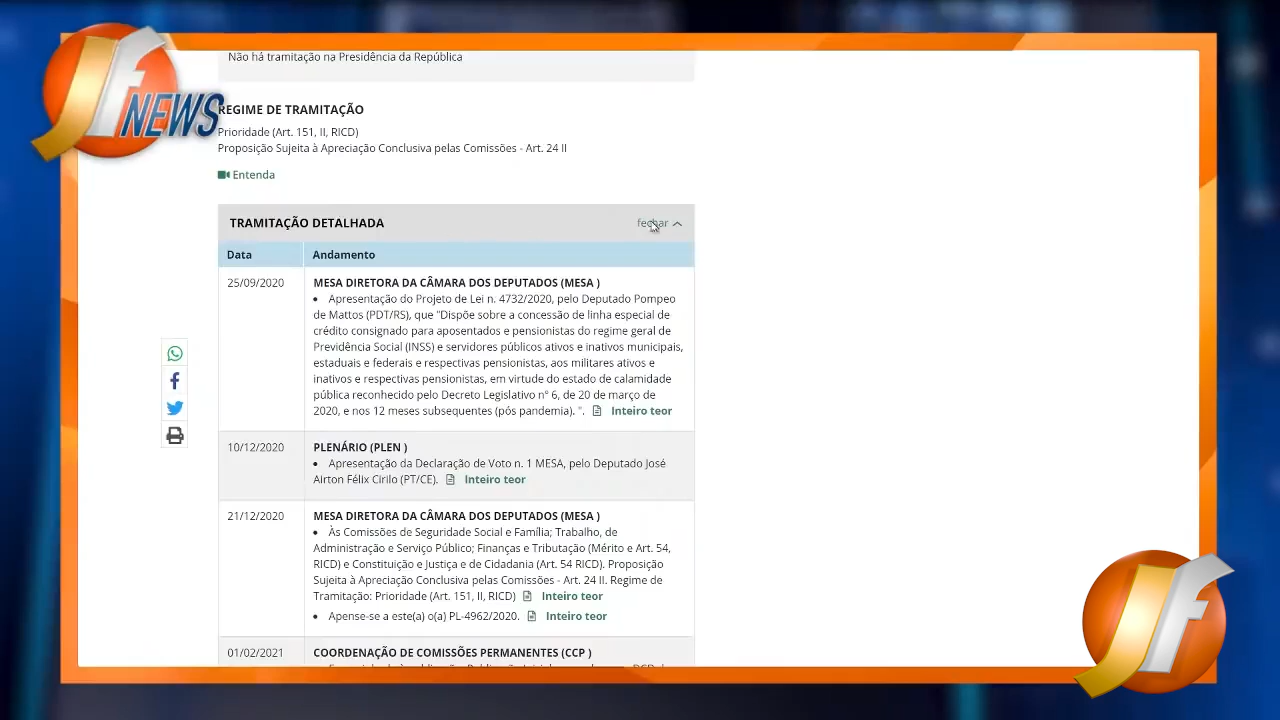 Não há tramitação na Presidência da República
JF NEWS
REGIME DE TRAMITAÇÃO
Prioridade (Art. 151, II, RICD)
Proposição Sujeita à Apreciação Conclusiva pelas Comissões - Art. 24 II
Entenda
TRAMITAÇÃO DETALHADA fechar
Data Andamento
25/09/2020 MESA DIRETORA DA CÂMARA DOS DEPUTADOS (MESA )
• Apresentação do Projeto de Lei n. 4732/2020, pelo Deputado Pompeo
de Mattos (PDT/RS), que "Dispõe sobre a concessão de linha especial de
crédito consignado para aposentados e pensionistas do regime geral de
Previdência Social (INSS) e servidores públicos ativos e inativos municipais,
estaduais e federais e respectivas pensionistas, aos militares ativos e
inativos e respectivas pensionistas, em virtude do estado de calamidade
pública reconhecido pelo Decreto Legislativo nº 6, de 20 de março de
2020, e nos 12 meses subsequentes (pós pandemia). ". Inteiro teor
10/12/2020 PLENÁRIO (PLEN )
• Apresentação da Declaração de Voto n. 1 MESA, pelo Deputado José
Airton Félix Cirilo (PT/CE). Inteiro teor
21/12/2020 MESA DIRETORA DA CÂMARA DOS DEPUTADOS (MESA )
• Às Comissões de Seguridade Social e Família; Trabalho, de
Administração e Serviço Público; Finanças e Tributação (Mérito e Art. 54,
RICD) e Constituição e Justiça e de Cidadania (Art. 54 RICD). Proposição
Sujeita à Apreciação Conclusiva pelas Comissões - Art. 24 II. Regime de
Tramitação: Prioridade (Art. 151, II, RICD) Inteiro teor
• Apense-se a este(a) o(a) PL-4962/2020. Inteiro teor
01/02/2021 COORDENAÇÃO DE COMISSÕES PERMANENTES (CCP )
JF